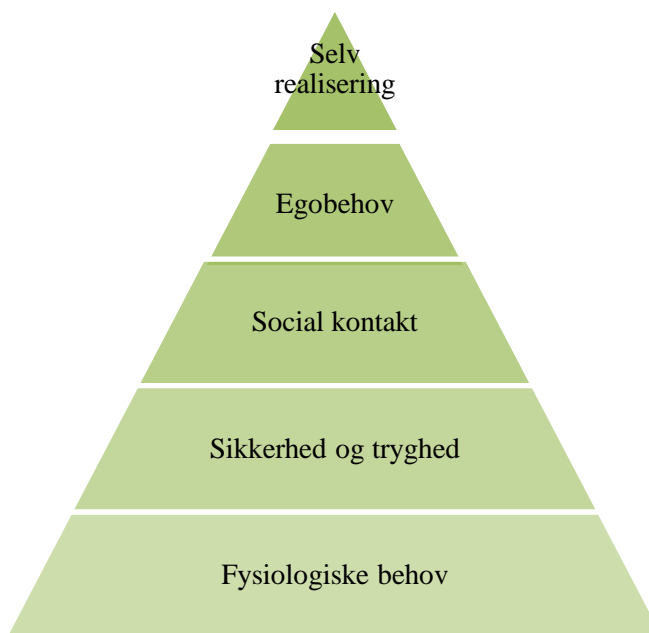 Selv
realisering
Egobehov
Social kontakt
Sikkerhed og tryghed
Fysiologiske behov